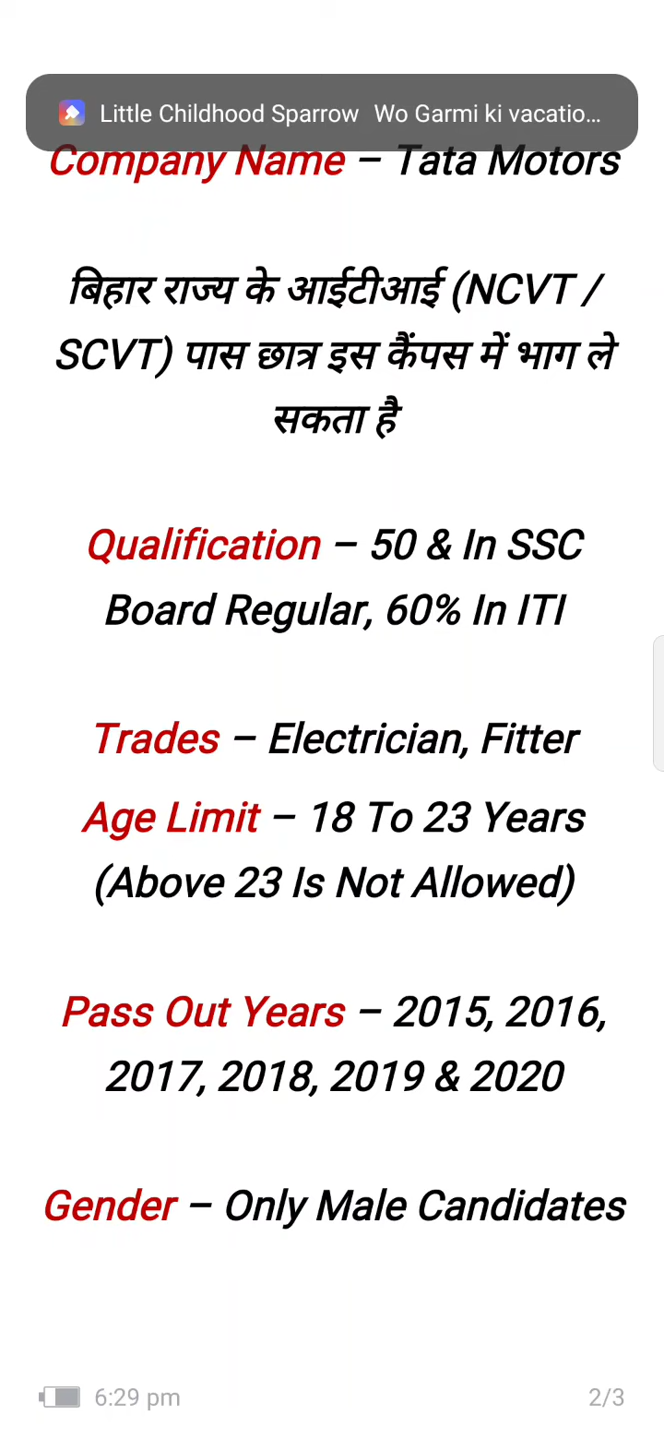 Little Childhood Sparrow Wo Garmi ki vacatio...
Company Name – Tata Motors
बिहार राज्य के आईटीआई (NCVT /
SCVT) पास छात्र इस कैंपस में भाग ले
सकता है
Qualification – 50 & In SSC
Board Regular, 60% In ITI
Trades – Electrician, Fitter
Age Limit – 18 To 23 Years
(Above 23 Is Not Allowed)
Pass Out Years – 2015, 2016,
2017, 2018, 2019 & 2020
Gender – Only Male Candidates
6:29 pm 2/3